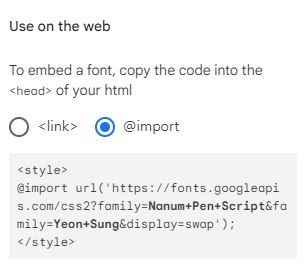 Use on the web
To embed a font, copy the code into the
<head> of your html
<link>
@import
<style>
@import url('https://fonts.googleapi
s.com/css2?family=Nanum+Pen+Script&fa
mily=Yeon+Sung&display=swap');
</style>